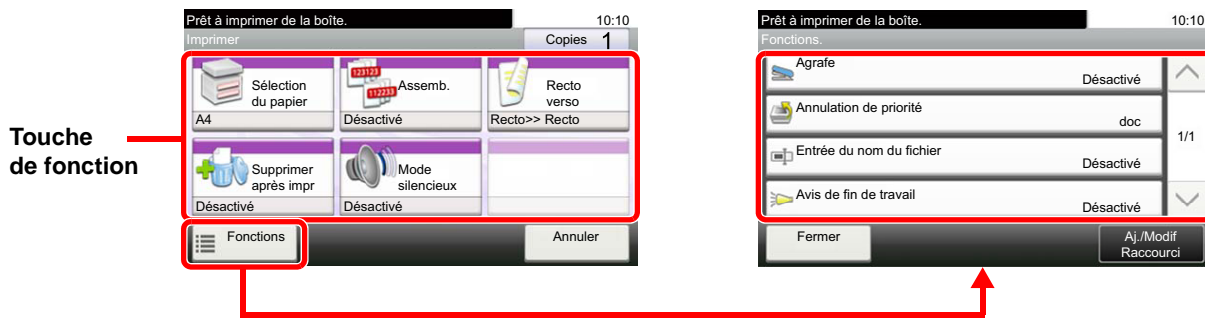 Touche
de fonction
Prêt à imprimer de la boîte.
10:10
Imprimer
Copies 1
Sélection
du papier
A4
123123
112233
Assemb.
Désactivé
Recto
verso
Recto>> Recto
Supprimer
après impr
Désactivé
Mode
silencieux
Désactivé
Fonctions
Annuler
Prêt à imprimer de la boîte.
10:10
Fonctions.
Agrafe
Désactivé
Annulation de priorité
doc
1/1
Entrée du nom du fichier
Désactivé
Avis de fin de travail
Désactivé
Fermer
Aj./Modif
Raccourci